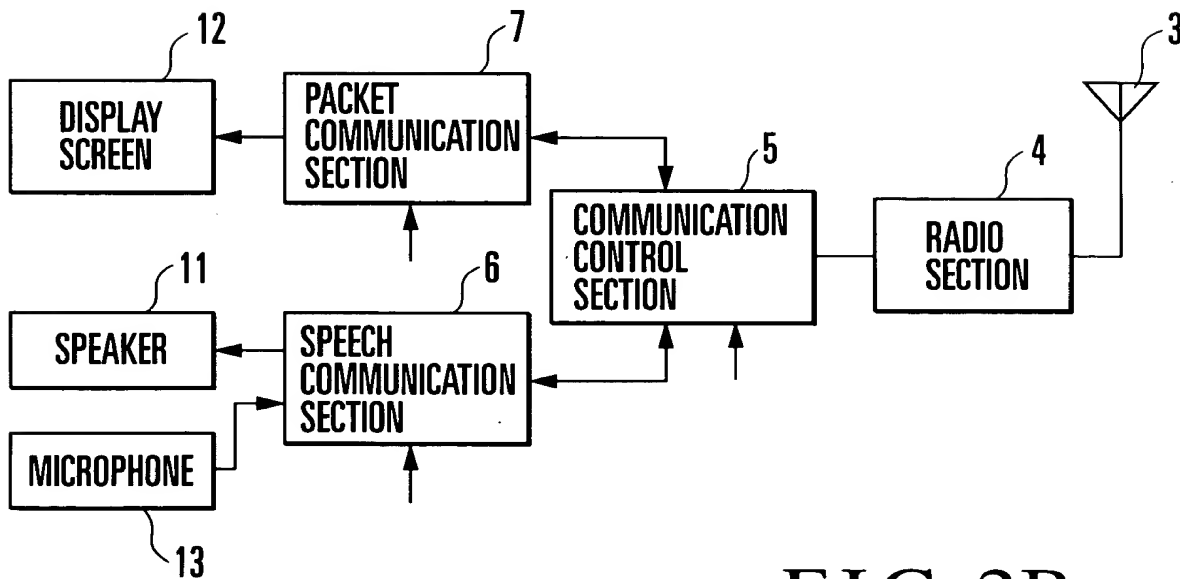 12
7
3
DISPLAY
SCREEN
PACKET
COMMUNICATION
SECTION
5
4
COMMUNICATION
CONTROL
SECTION
RADIO
SECTION
11
6
SPEAKER
SPEECH
COMMUNICATION
SECTION
MICROPHONE
13